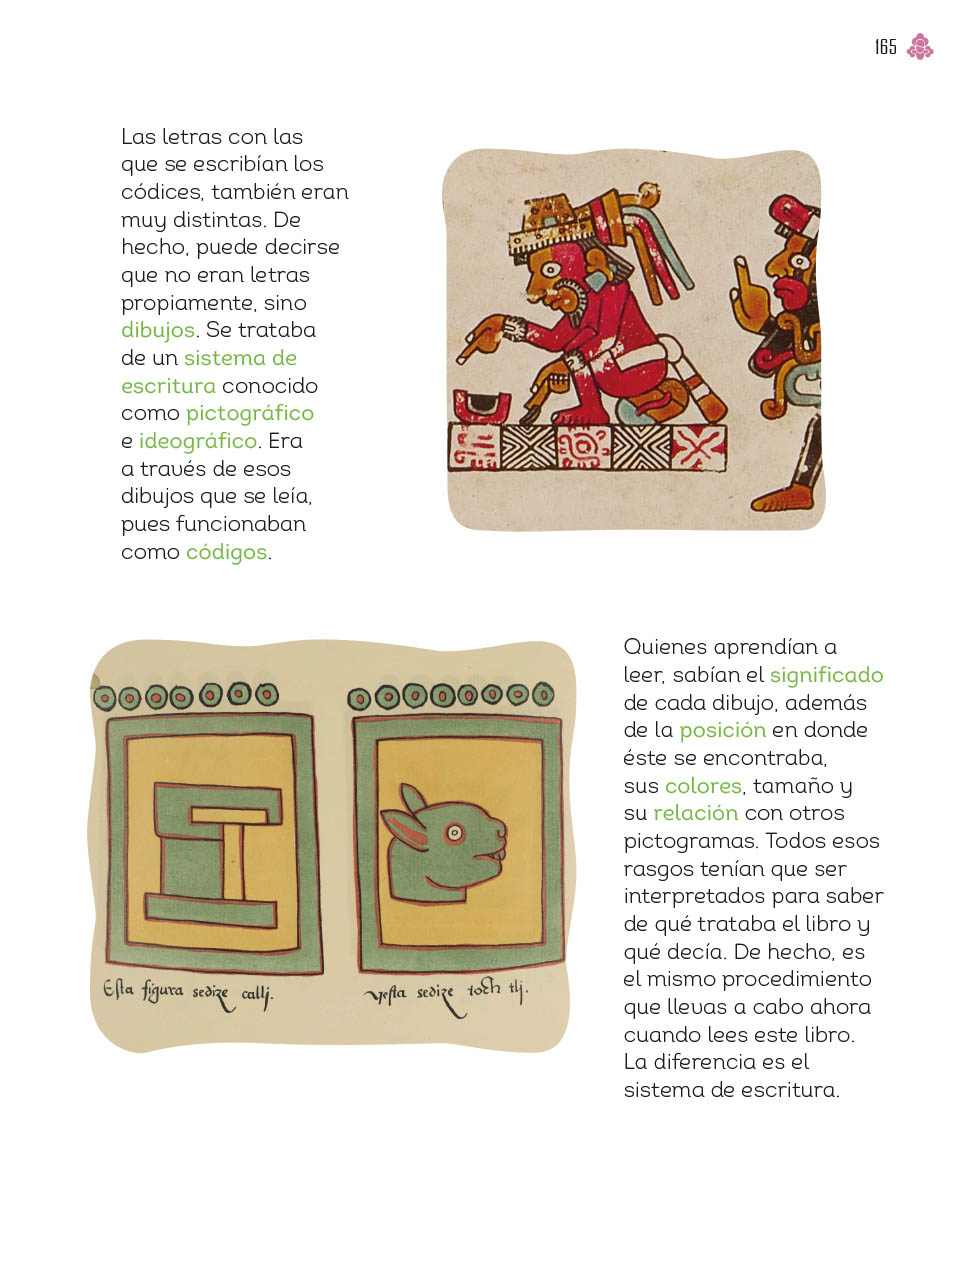 165
Las letras con las
que se escribían los
códices, también eran
muy distintas. De
hecho, puede decirse
que no eran letras
propiamente, sino
dibujos. Se trataba
de un sistema de
escritura conocido
como pictográfico
e ideográfico. Era
a través de esos
dibujos que se leía,
pues funcionaban
como códigos.
Esta figura sedize callj.
yesta sedize toch tlj.
Quienes aprendían a
leer, sabían el significado
de cada dibujo, además
de la posición en donde
éste se encontraba,
sus colores, tamaño y
su relación con otros
pictogramas. Todos esos
rasgos tenían que ser
interpretados para saber
de qué trataba el libro y
qué decía. De hecho, es
el mismo procedimiento
que llevas a cabo ahora
cuando lees este libro.
La diferencia es el
sistema de escritura.